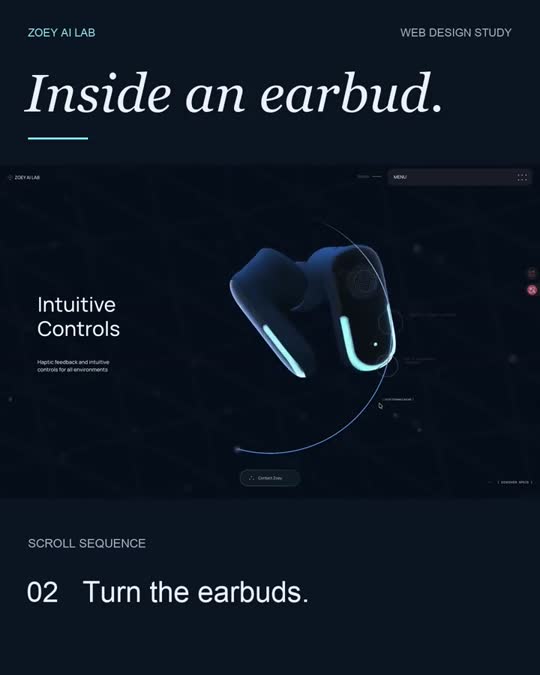 ZOEY AI LAB
WEB DESIGN STUDY
Inside an earbud.
ZOEY AI LAB
MENU
Intuitive
Controls
Haptic feedback and intuitive
controls for all environments
Contact Zoey
SCROLL SEQUENCE
02 Turn the earbuds.